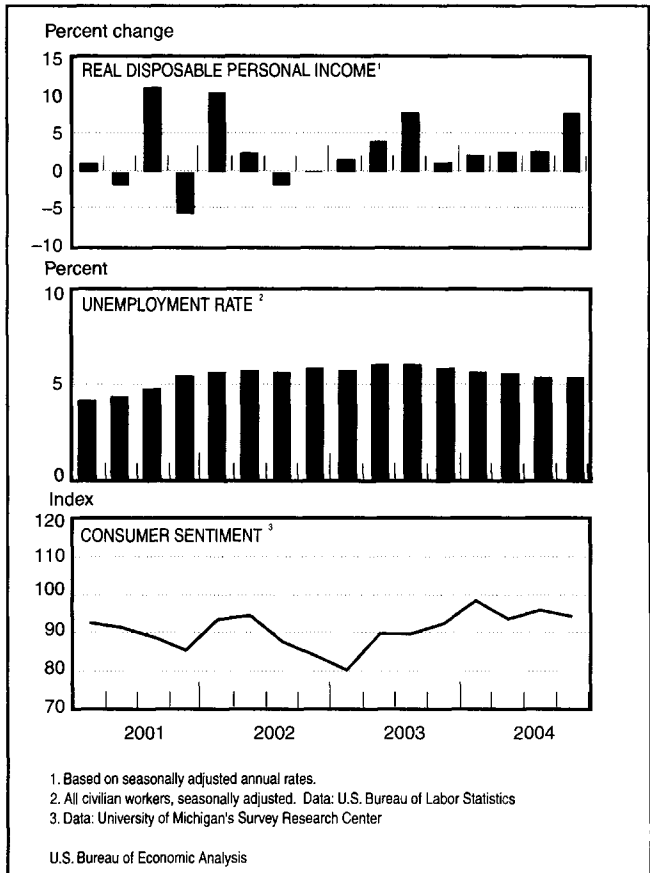 Percent change
15
REAL DISPOSABLE PERSONAL INCOME¹
10
5
0
−5
−10
Percent
10
UNEMPLOYMENT RATE ²
5
0
Index
120
CONSUMER SENTIMENT ³
110
100
90
80
70
2001 2002 2003 2004
1. Based on seasonally adjusted annual rates.
2. All civilian workers, seasonally adjusted. Data: U.S. Bureau of Labor Statistics
3. Data: University of Michigan's Survey Research Center
U.S. Bureau of Economic Analysis